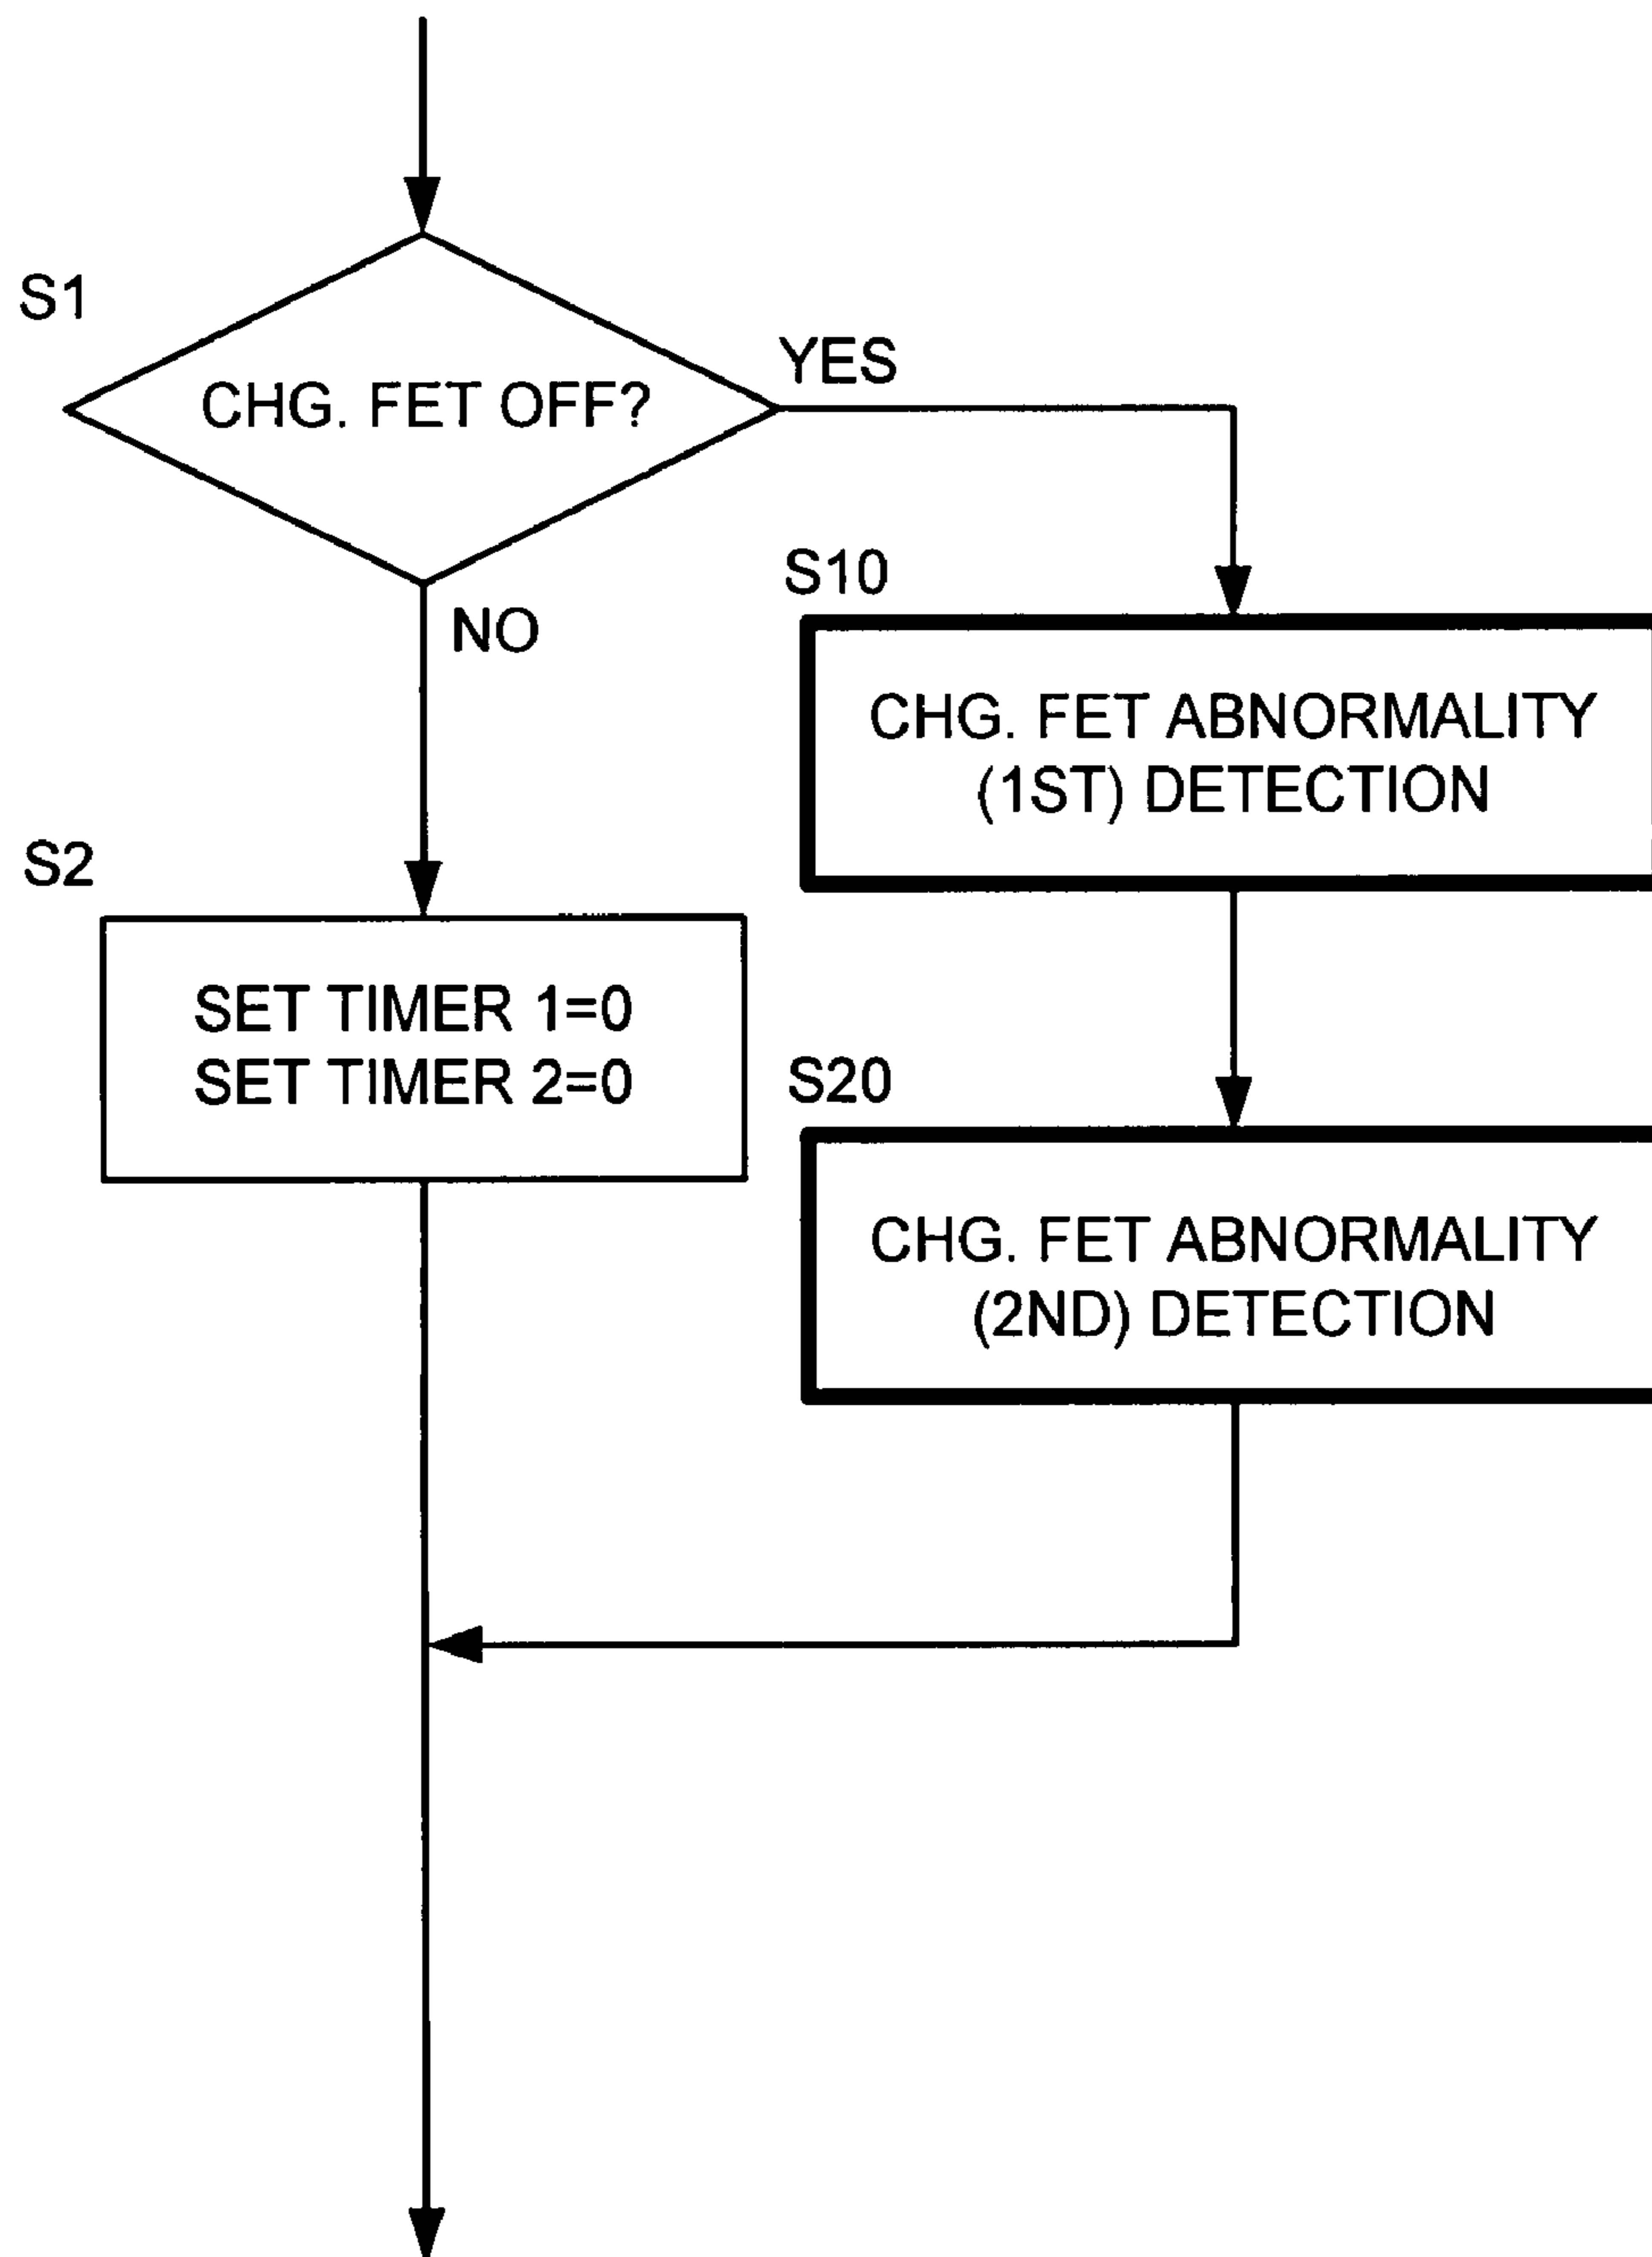 S1
CHG. FET OFF?
YES
NO
S10
CHG. FET ABNORMALITY
(1ST) DETECTION
S2
SET TIMER 1=0
SET TIMER 2=0
S20
CHG. FET ABNORMALITY
(2ND) DETECTION